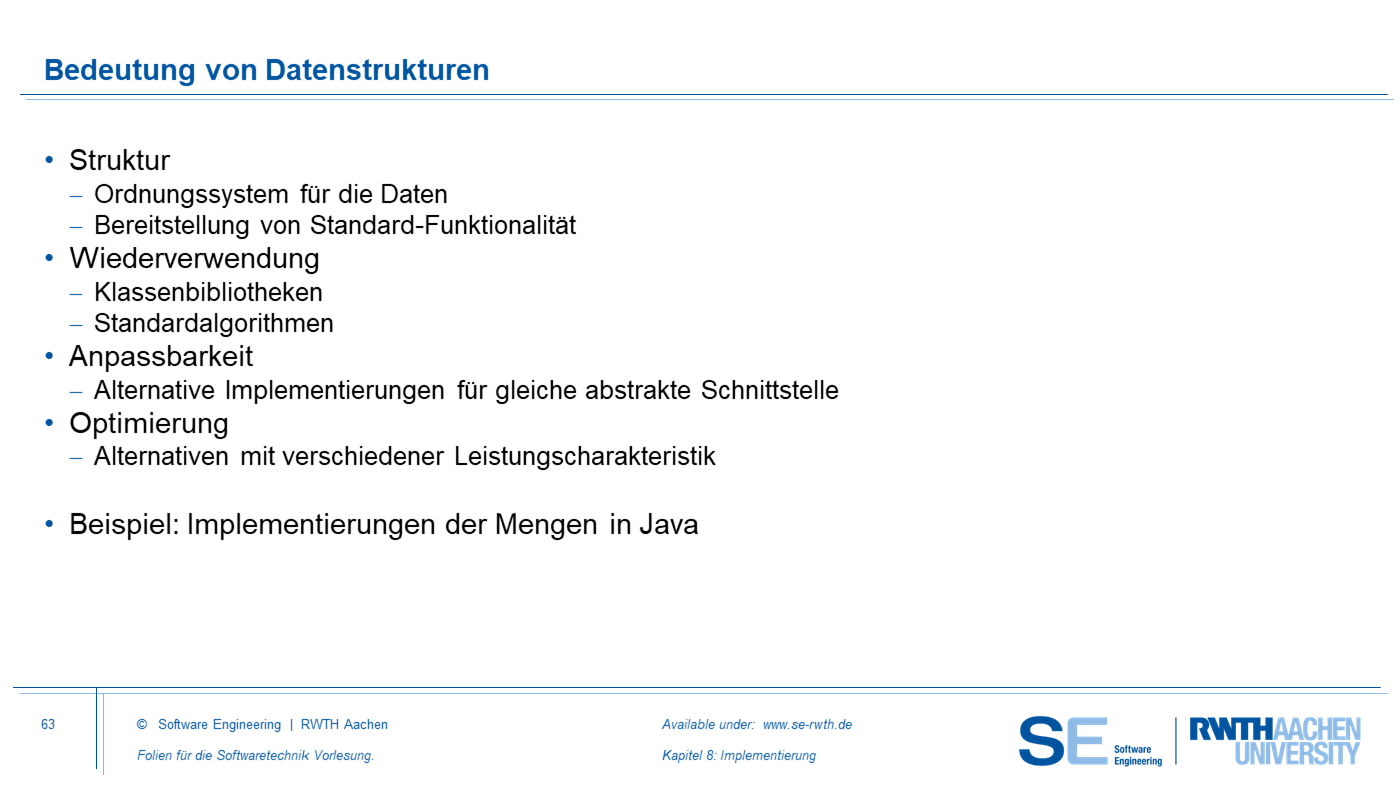 Bedeutung von Datenstrukturen
• Struktur
– Ordnungssystem für die Daten
– Bereitstellung von Standard-Funktionalität
• Wiederverwendung
– Klassenbibliotheken
– Standardalgorithmen
• Anpassbarkeit
– Alternative Implementierungen für gleiche abstrakte Schnittstelle
• Optimierung
– Alternativen mit verschiedener Leistungscharakteristik
• Beispiel: Implementierungen der Mengen in Java
63
© Software Engineering | RWTH Aachen
Folien für die Softwaretechnik Vorlesung.
Available under: www.se-rwth.de
Kapitel 8: Implementierung
SE Software
Engineering
RWTHAACHEN
UNIVERSITY